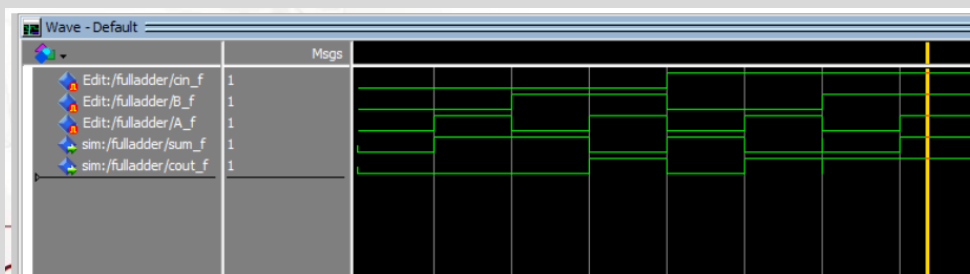 Wave - Default
Msgs
Edit:/fulladder/cin_f 1
Edit:/fulladder/B_f 1
Edit:/fulladder/A_f 1
sim:/fulladder/sum_f 1
sim:/fulladder/cout_f 1